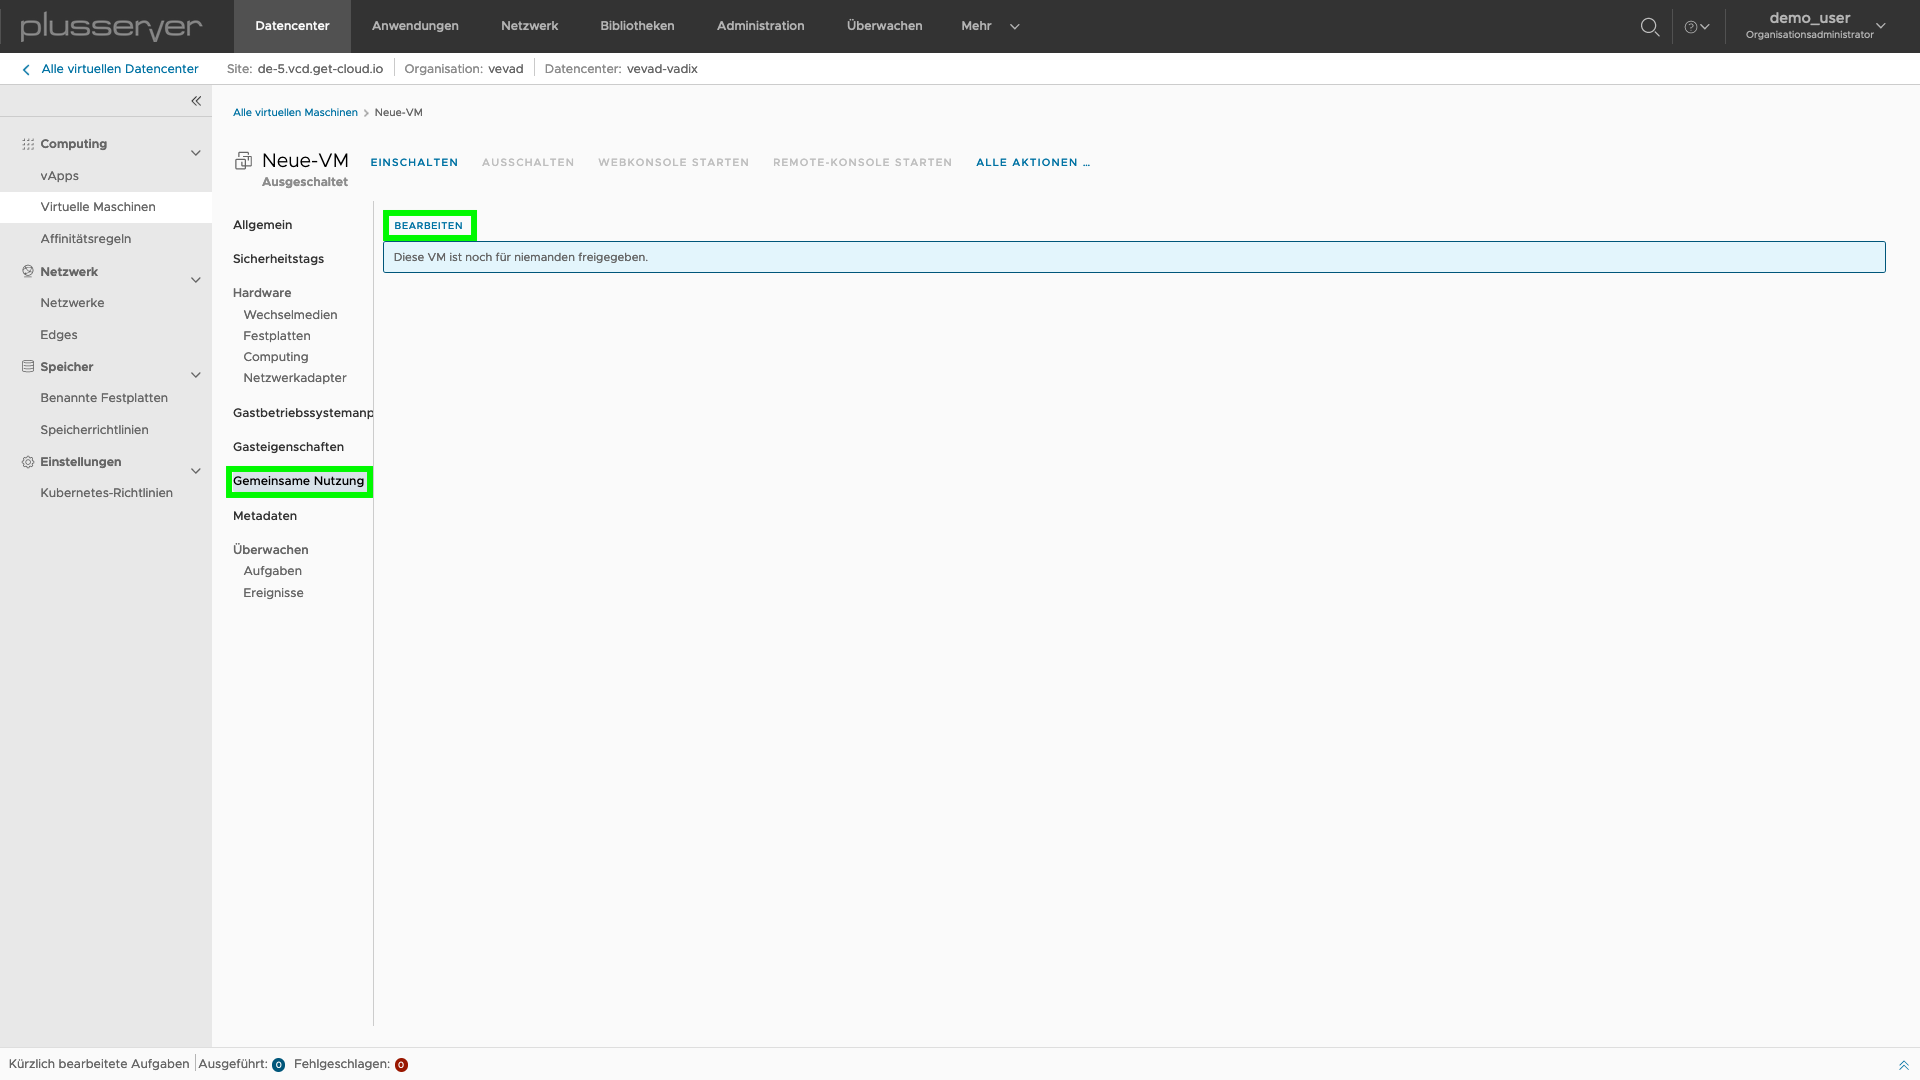 plusserver
Datencenter Anwendungen Netzwerk Bibliotheken Administration Überwachen Mehr
demo_user
Organisationsadministrator
Alle virtuellen Datencenter Site: de-5.vcd.get-cloud.io Organisation: vevad Datencenter: vevad-vadix
Computing
vApps
Virtuelle Maschinen
Affinitätsregeln
Netzwerk
Netzwerke
Edges
Speicher
Benannte Festplatten
Speicherrichtlinien
Einstellungen
Kubernetes-Richtlinien
Alle virtuellen Maschinen > Neue-VM
Neue-VM EINSCHALTEN AUSSCHALTEN WEBKONSOLE STARTEN REMOTE-KONSOLE STARTEN ALLE AKTIONEN ...
Ausgeschaltet
Allgemein
Sicherheitstags
Hardware
Wechselmedien
Festplatten
Computing
Netzwerkadapter
Gastbetriebssystemanp
Gasteigenschaften
Gemeinsame Nutzung
Metadaten
Überwachen
Aufgaben
Ereignisse
BEARBEITEN
Diese VM ist noch für niemanden freigegeben.
Kürzlich bearbeitete Aufgaben Ausgeführt: 0 Fehlgeschlagen: 0